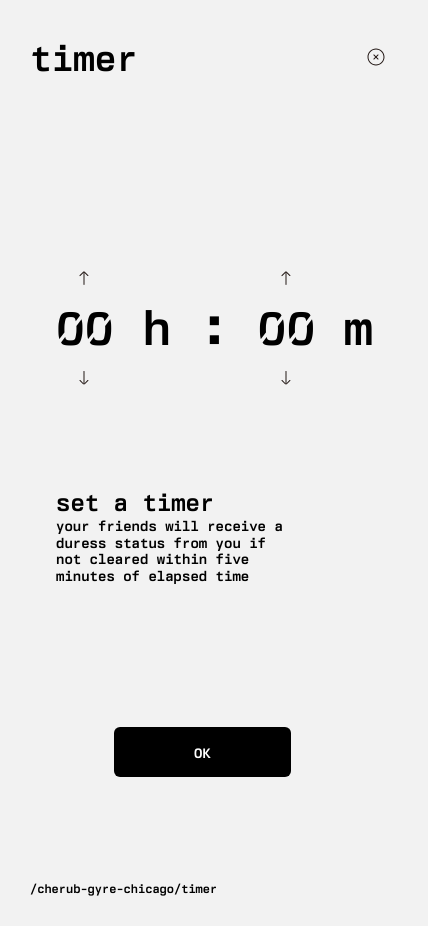 timer
00 h : 00 m
set a timer
your friends will receive a
duress status from you if
not cleared within five
minutes of elapsed time
OK
/cherub-gyre-chicago/timer